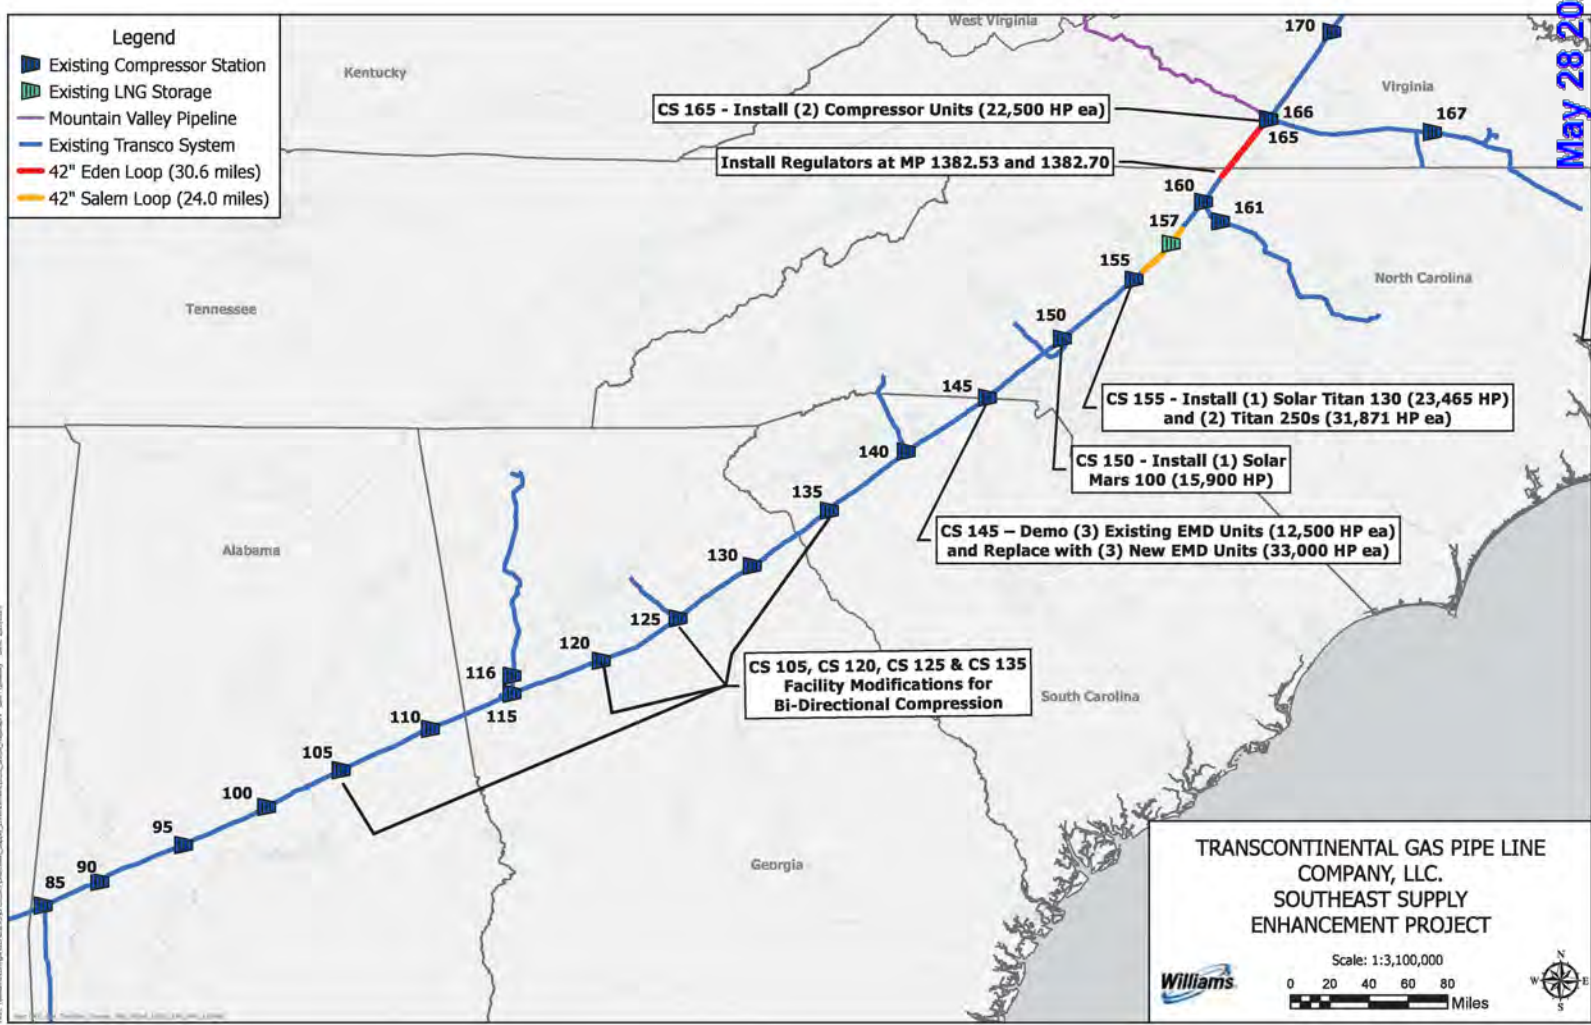 Legend
Existing Compressor Station
Existing LNG Storage
Mountain Valley Pipeline
Existing Transco System
42" Eden Loop (30.6 miles)
42" Salem Loop (24.0 miles)
West Virginia
Kentucky
170
May 28 20
Virginia
CS 165 - Install (2) Compressor Units (22,500 HP ea)
166
167
165
Install Regulators at MP 1382.53 and 1382.70
160
161
157
155
North Carolina
Tennessee
150
145
CS 155 - Install (1) Solar Titan 130 (23,465 HP)
and (2) Titan 250s (31,871 HP ea)
140
CS 150 - Install (1) Solar
Mars 100 (15,900 HP)
135
CS 145 – Demo (3) Existing EMD Units (12,500 HP ea)
and Replace with (3) New EMD Units (33,000 HP ea)
Alabama
130
125
120
116
115
CS 105, CS 120, CS 125 & CS 135
Facility Modifications for
Bi-Directional Compression
South Carolina
110
105
100
95
90
85
Georgia
TRANSCONTINENTAL GAS PIPE LINE
COMPANY, LLC.
SOUTHEAST SUPPLY
ENHANCEMENT PROJECT
Scale: 1:3,100,000
Williams
0 20 40 60 80
Miles
N
W E
S